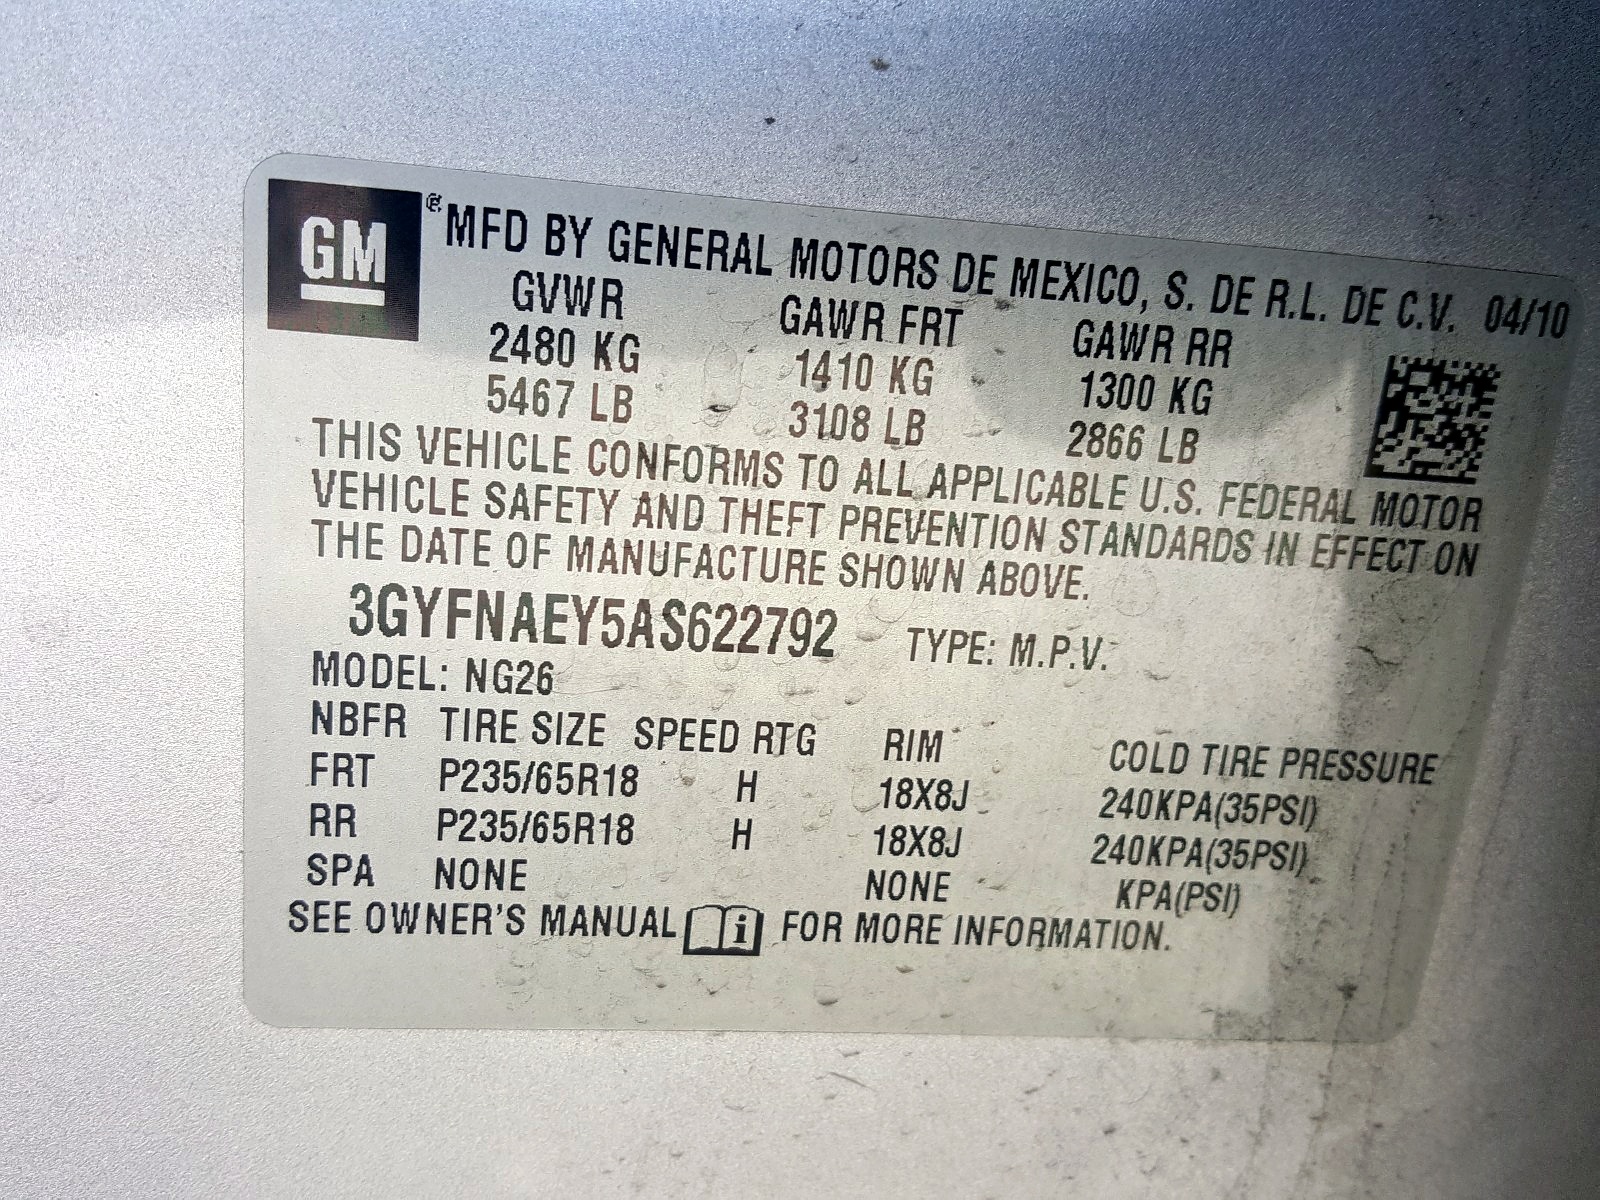 GM ® MFD BY GENERAL MOTORS DE MEXICO, S. DE R.L. DE C.V. 04/10
GVWR GAWR FRT GAWR RR
2480 KG 1410 KG 1300 KG
5467 LB 3108 LB 2866 LB
THIS VEHICLE CONFORMS TO ALL APPLICABLE U.S. FEDERAL MOTOR
VEHICLE SAFETY AND THEFT PREVENTION STANDARDS IN EFFECT ON
THE DATE OF MANUFACTURE SHOWN ABOVE.
3GYFNAEY5AS622792 TYPE: M.P.V.
MODEL: NG26
NBFR TIRE SIZE SPEED RTG RIM COLD TIRE PRESSURE
FRT P235/65R18 H 18X8J 240KPA(35PSI)
RR P235/65R18 H 18X8J 240KPA(35PSI)
SPA NONE NONE KPA(PSI)
SEE OWNER'S MANUAL i FOR MORE INFORMATION.